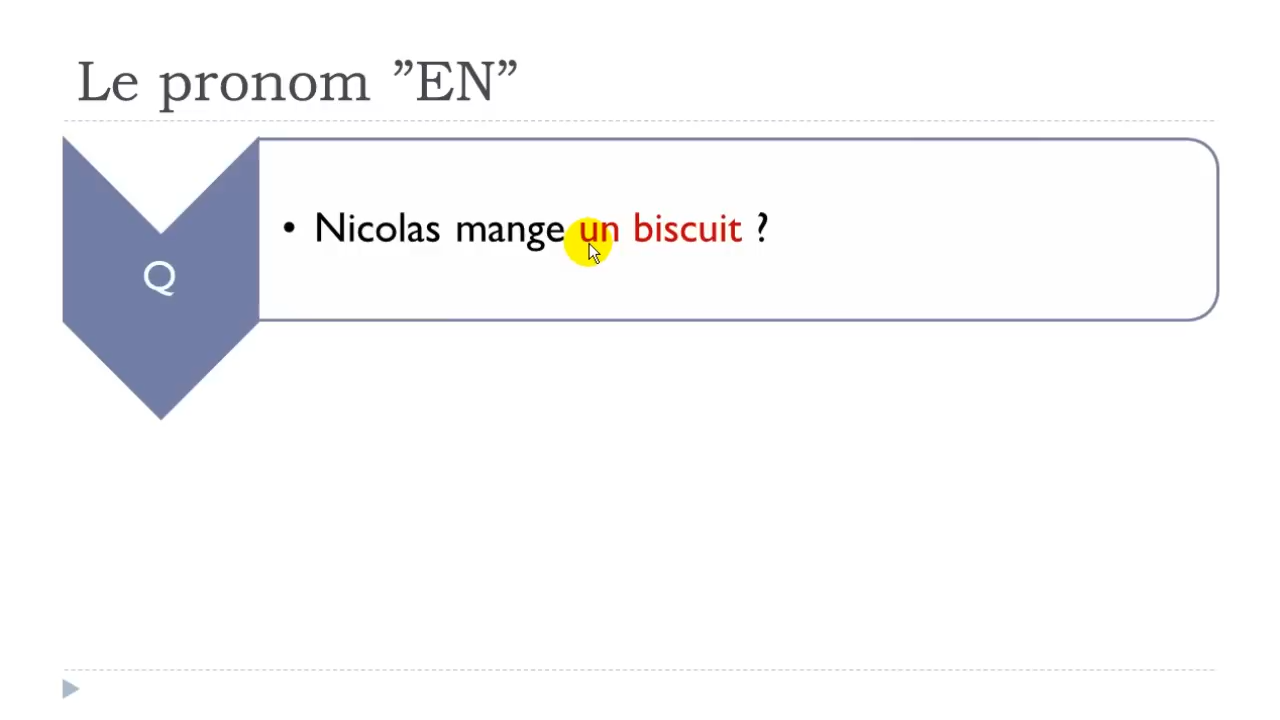 Le pronom ”EN”
Q
• Nicolas mange un biscuit ?